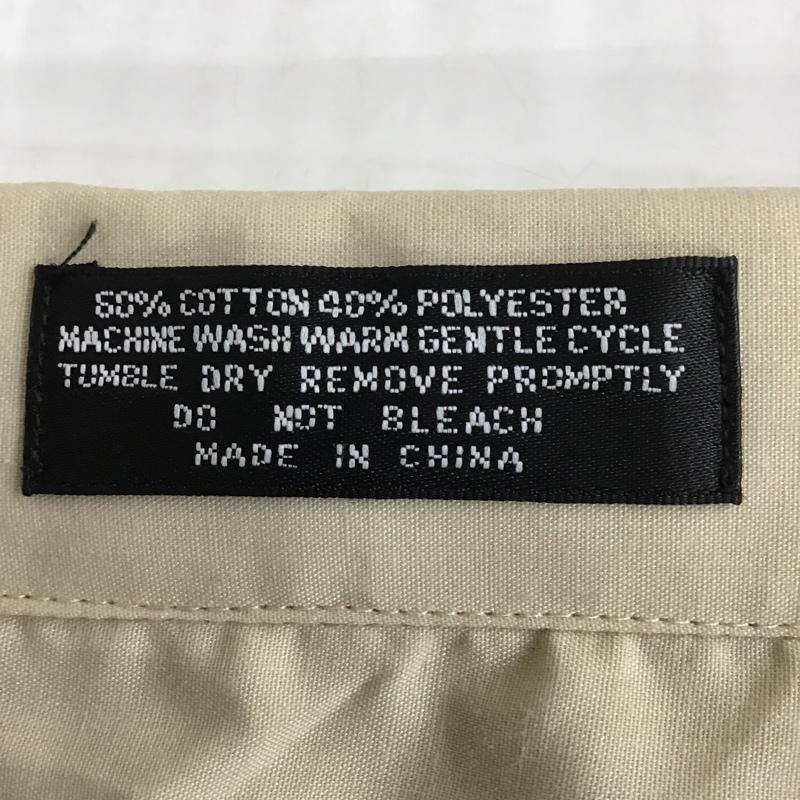 60% COTTON 40% POLYESTER
MACHINE WASH WARM GENTLE CYCLE
TUMBLE DRY REMOVE PROMPTLY
DO NOT BLEACH
MADE IN CHINA